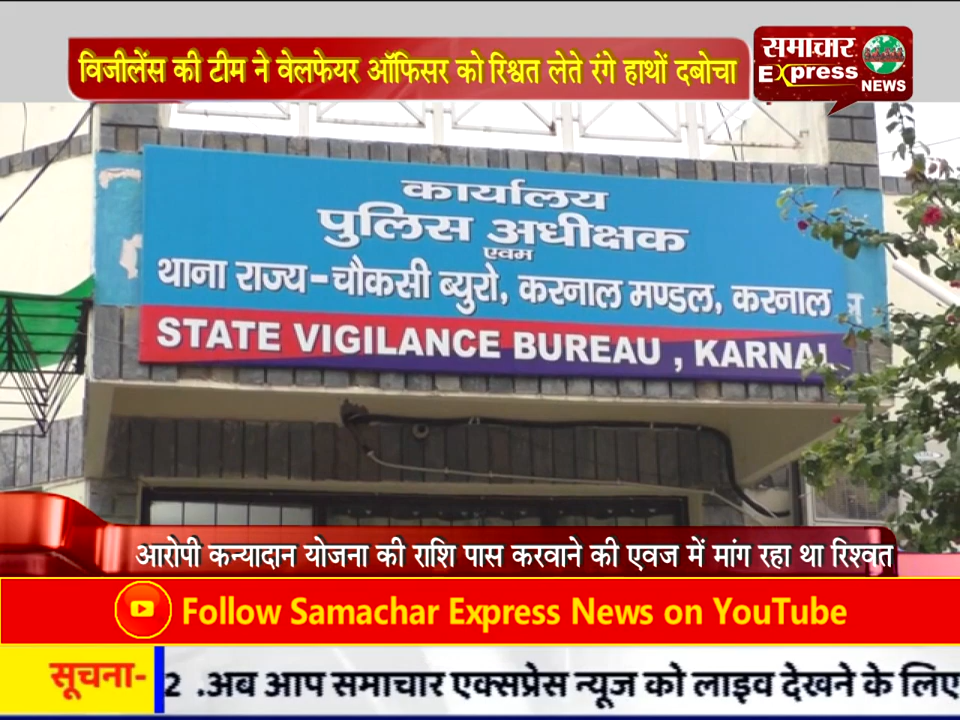 विजीलेंस की टीम ने वेलफेयर ऑफिसर को रिश्वत लेते रंगे हाथों दबोचा
समाचार
Express
NEWS
कार्यालय
पुलिस अधीक्षक
एवम
थाना राज्य-चौकसी ब्युरो, करनाल मण्डल, करनाल
STATE VIGILANCE BUREAU , KARNAL
आरोपी कन्यादान योजना की राशि पास करवाने की एवज में मांग रहा था रिश्वत
Follow Samachar Express News on YouTube
सूचना- 2 .अब आप समाचार एक्सप्रेस न्यूज को लाइव देखने के लिए